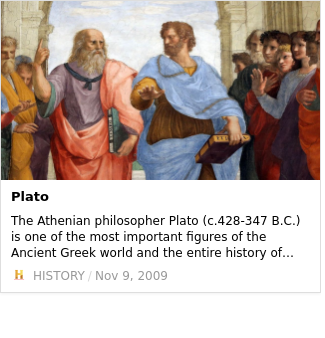 Plato
The Athenian philosopher Plato (c.428-347 B.C.)
is one of the most important figures of the
Ancient Greek world and the entire history of…
HISTORY / Nov 9, 2009